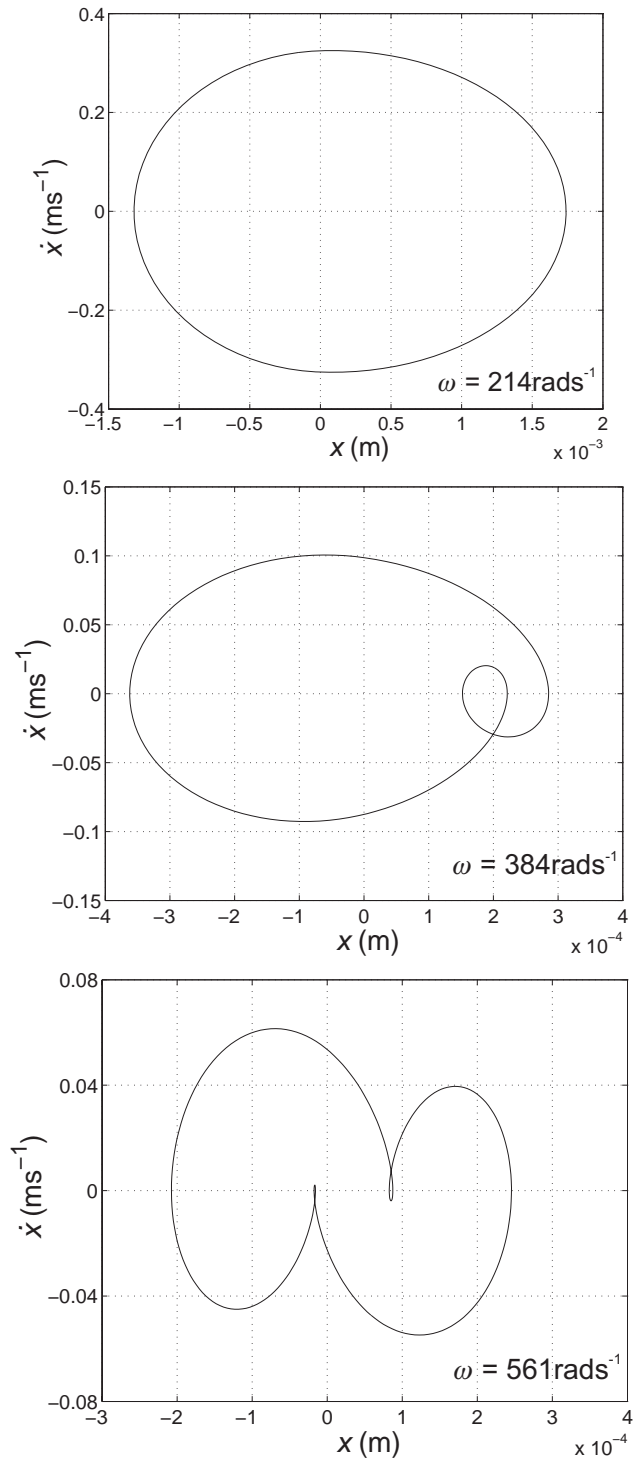 0.4
0.2
0
−0.2
−0.4
ẋ (ms⁻¹)
−1.5 −1 −0.5 0 0.5 1 1.5 2
x (m)
x 10⁻³
ω = 214rads⁻¹
0.15
0.1
0.05
0
−0.05
−0.1
−0.15
ẋ (ms⁻¹)
−4 −3 −2 −1 0 1 2 3 4
x (m)
x 10⁻⁴
ω = 384rads⁻¹
0.08
0.04
0
−0.04
−0.08
ẋ (ms⁻¹)
−3 −2 −1 0 1 2 3 4
x (m)
x 10⁻⁴
ω = 561rads⁻¹